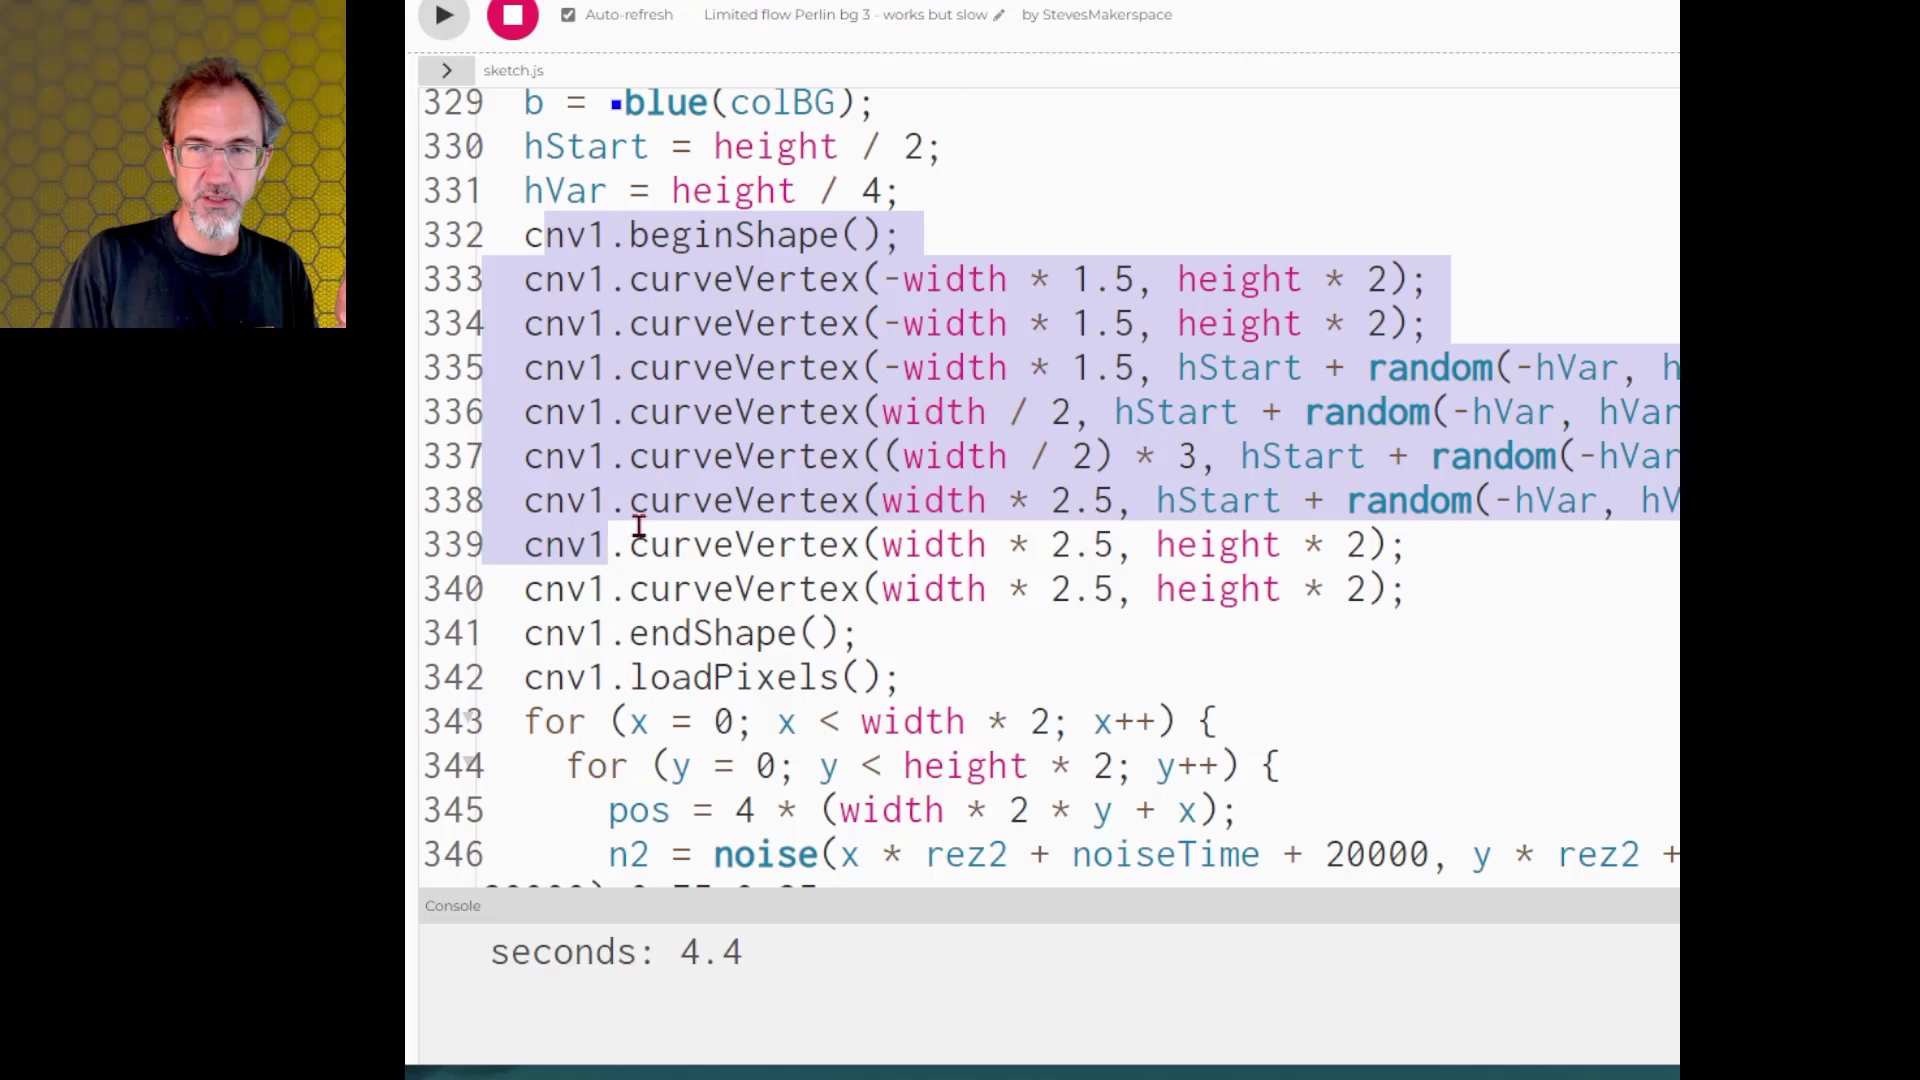 Auto-refresh Limited flow Perlin bg 3 - works but slow by StevesMakerspace
> sketch.js
329 b = blue(colBG);
330 hStart = height / 2;
331 hVar = height / 4;
332 cnv1.beginShape();
333 cnv1.curveVertex(-width * 1.5, height * 2);
334 cnv1.curveVertex(-width * 1.5, height * 2);
335 cnv1.curveVertex(-width * 1.5, hStart + random(-hVar, h
336 cnv1.curveVertex(width / 2, hStart + random(-hVar, hVar
337 cnv1.curveVertex((width / 2) * 3, hStart + random(-hVar
338 cnv1.curveVertex(width * 2.5, hStart + random(-hVar, hV
339 cnv1.curveVertex(width * 2.5, height * 2);
340 cnv1.curveVertex(width * 2.5, height * 2);
341 cnv1.endShape();
342 cnv1.loadPixels();
343 for (x = 0; x < width * 2; x++) {
344 for (y = 0; y < height * 2; y++) {
345 pos = 4 * (width * 2 * y + x);
346 n2 = noise(x * rez2 + noiseTime + 20000, y * rez2 +
Console
seconds: 4.4